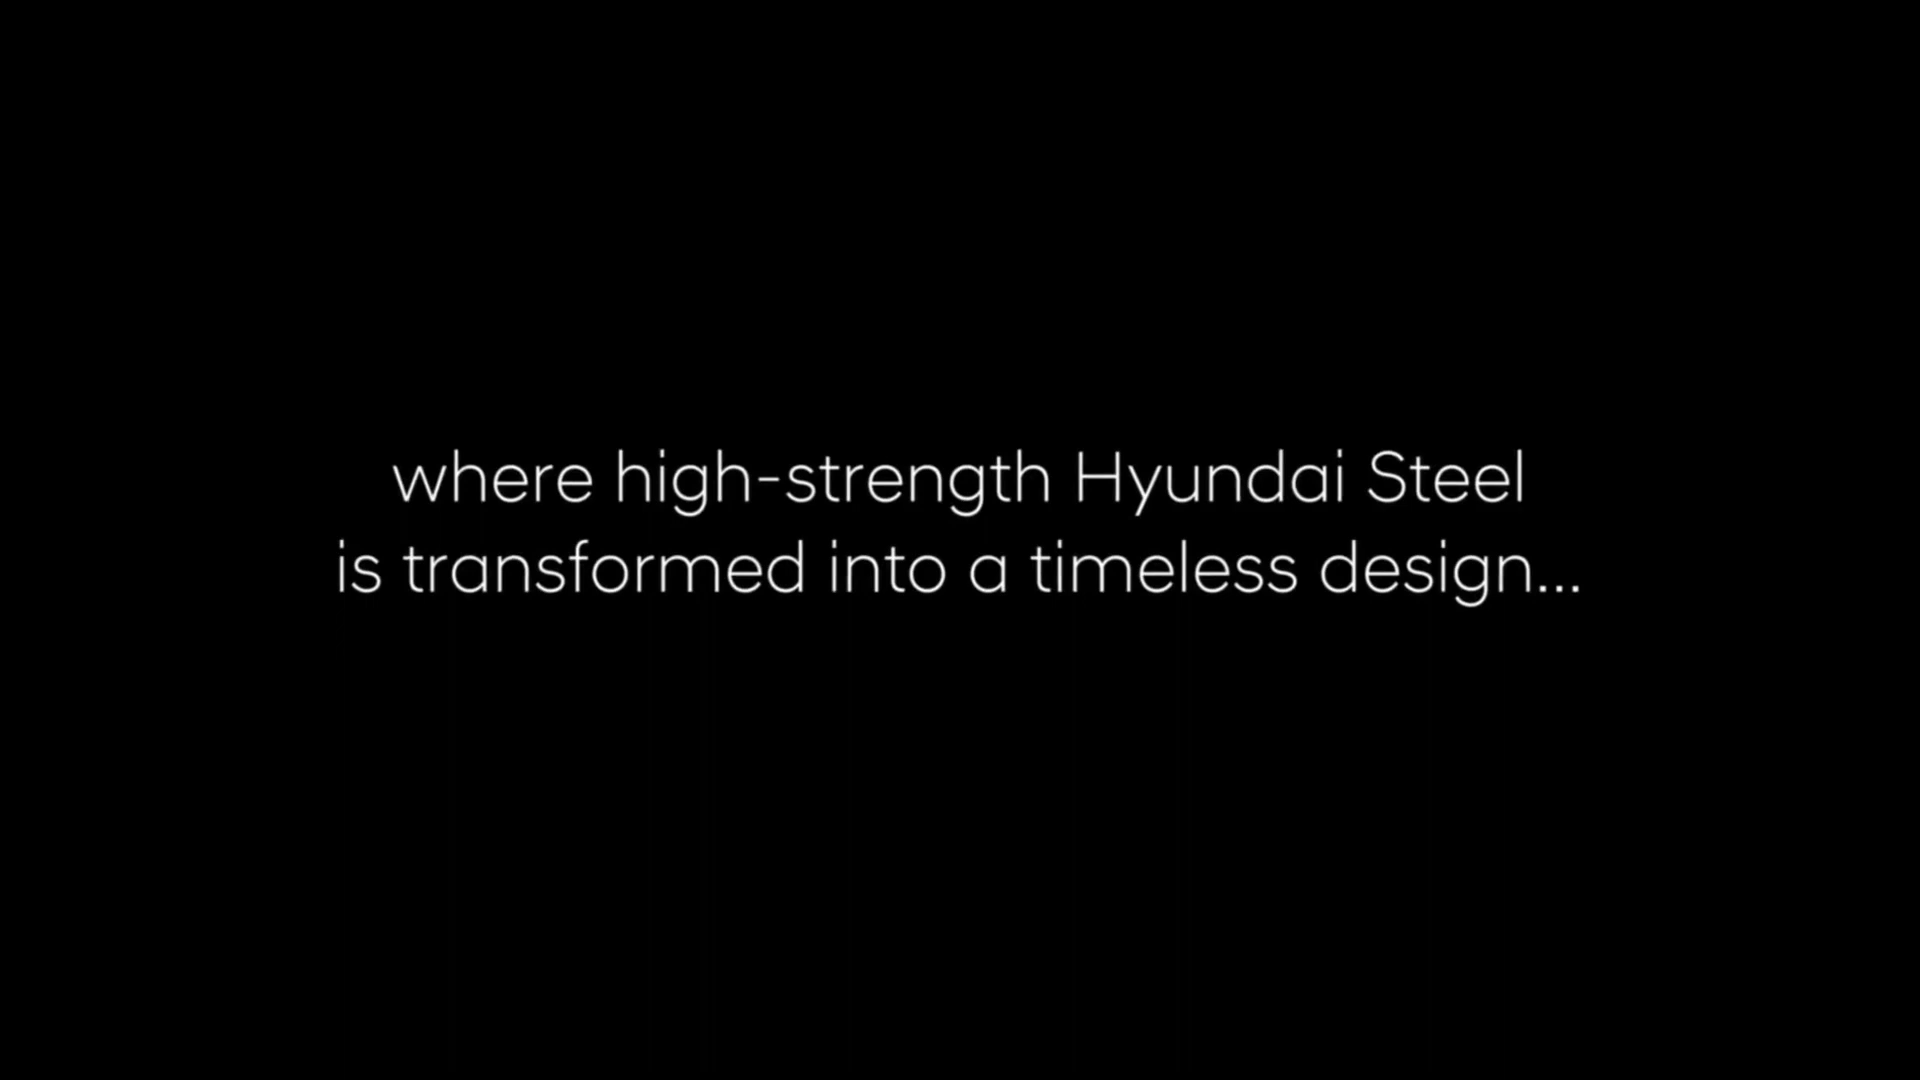 where high-strength Hyundai Steel
is transformed into a timeless design...